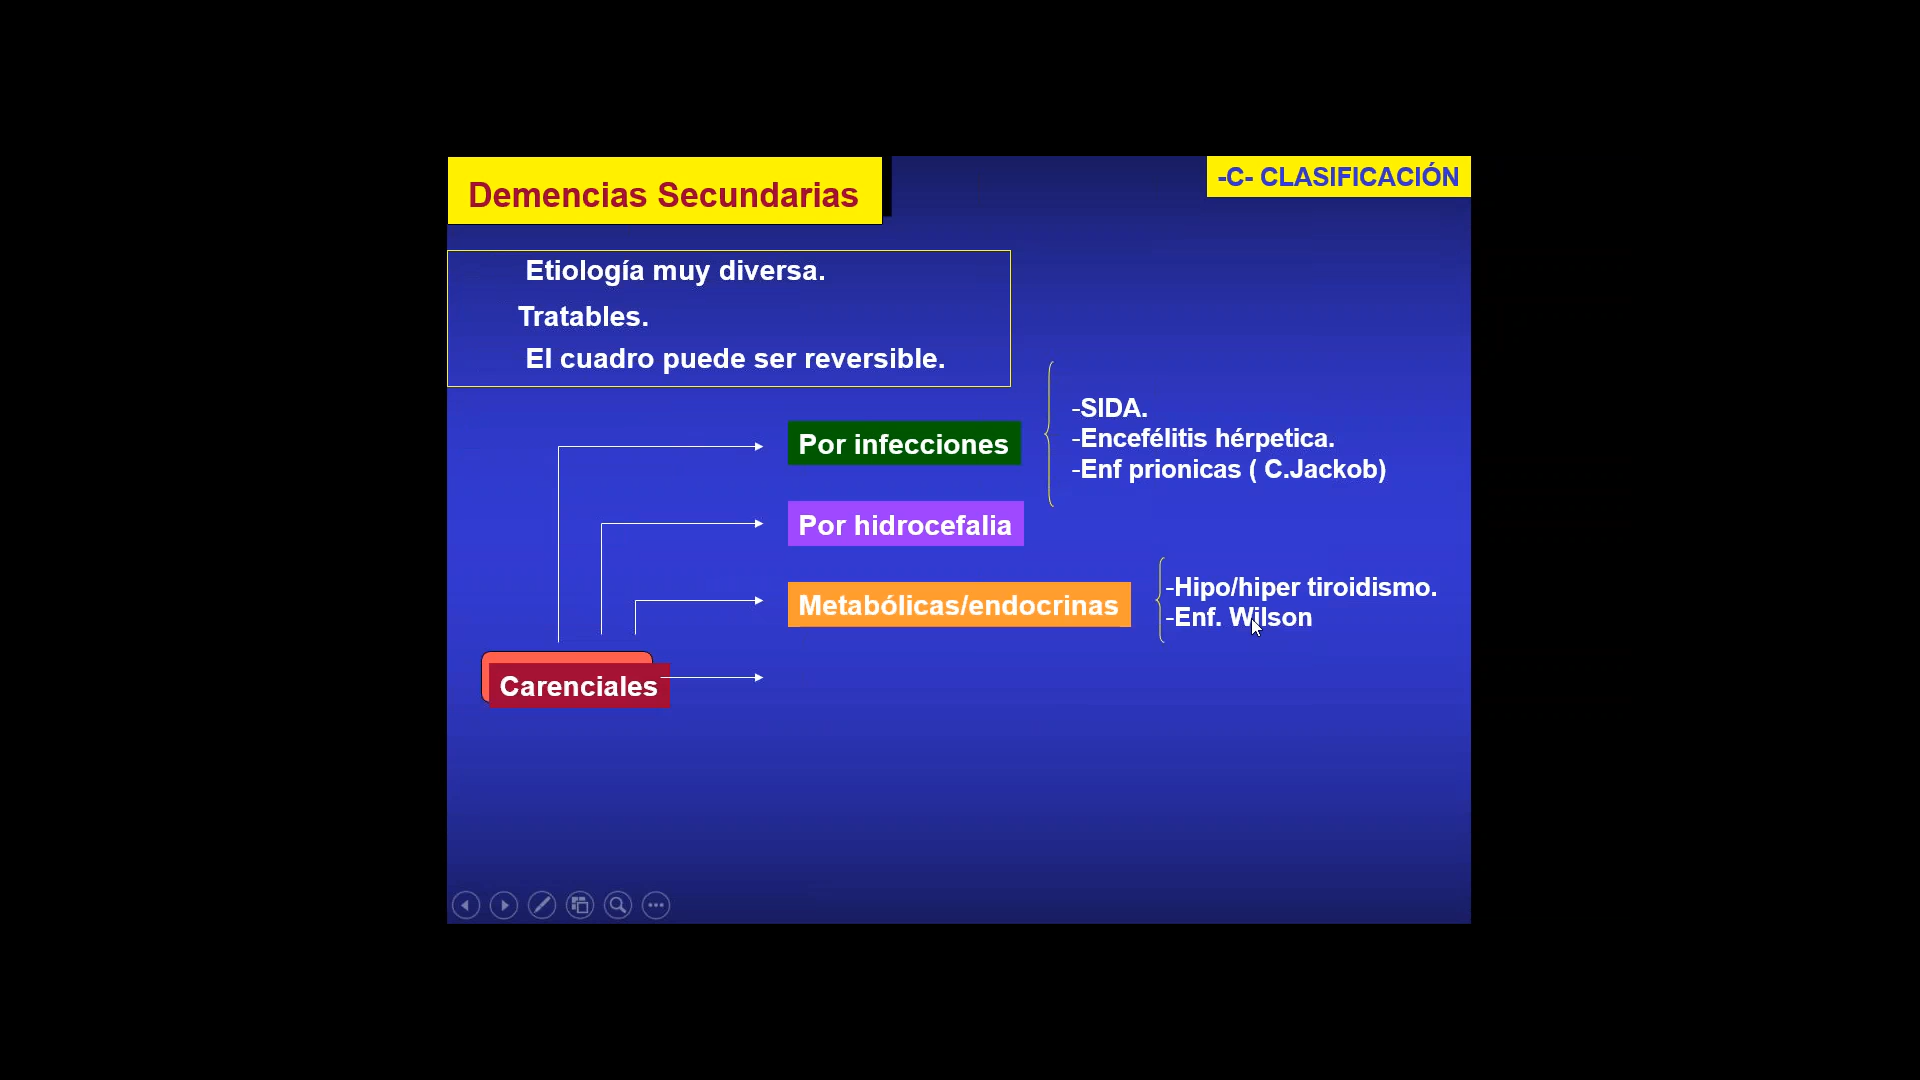 Demencias Secundarias
-C- CLASIFICACIÓN
Etiología muy diversa.
Tratables.
El cuadro puede ser reversible.
Por infecciones
-SIDA.
-Encefélitis hérpetica.
-Enf prionicas ( C.Jackob)
Por hidrocefalia
Metabólicas/endocrinas
-Hipo/hiper tiroidismo.
-Enf. Wilson
Carenciales